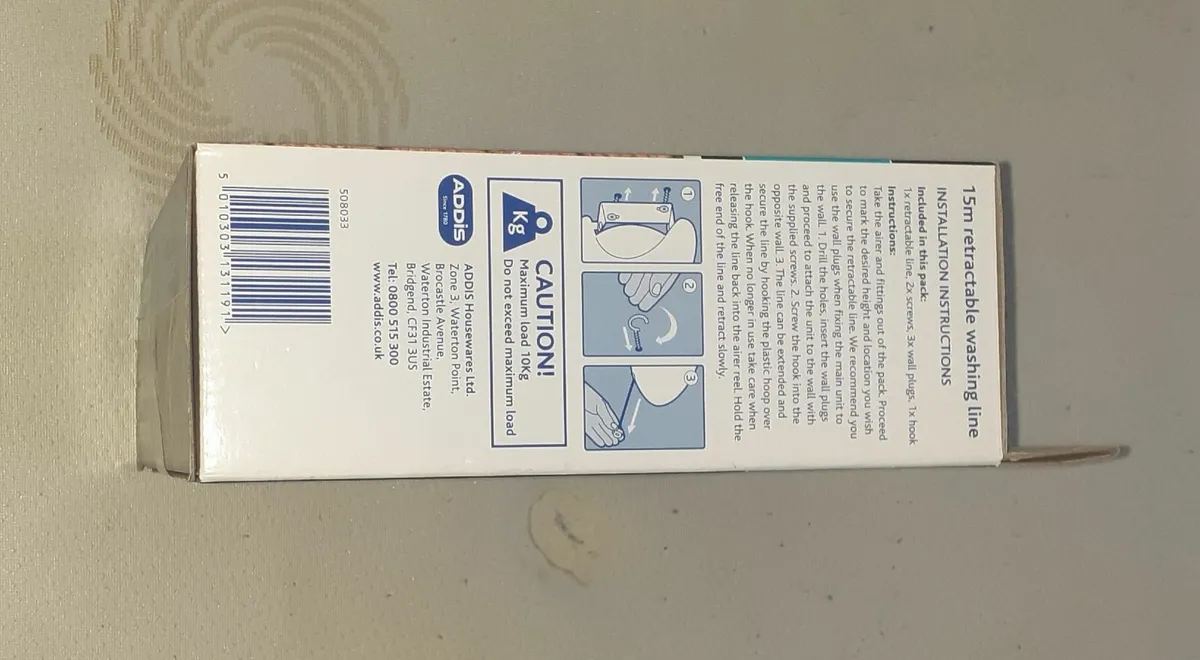 15m retractable washing line
INSTALLATION INSTRUCTIONS
Included in this pack:
1x retractable line, 2x screws, 3x wall plugs, 1x hook
Instructions:
Take the airer and fittings out of the pack. Proceed
to mark the desired height and location you wish
to secure the retractable line. We recommend you
use the wall plugs when fixing the main unit to
the wall. 1. Drill the holes, insert the wall plugs
and proceed to attach the unit to the wall with
the supplied screws. 2. Screw the hook into the
opposite wall. 3. The line can be extended and
secure the line by hooking the plastic hoop over
the hook. When no longer in use take care when
releasing the line back into the airer reel. Hold the
free end of the line and retract slowly.
1
2
3
Kg
CAUTION!
Maximum load 10Kg
Do not exceed maximum load
ADDIS
Since 1780
ADDIS Housewares Ltd.
Zone 3, Waterton Point,
Brocastle Avenue,
Waterton Industrial Estate,
Bridgend, CF31 3US
Tel: 0800 515 300
www.addis.co.uk
508033
5 010303 131191 >